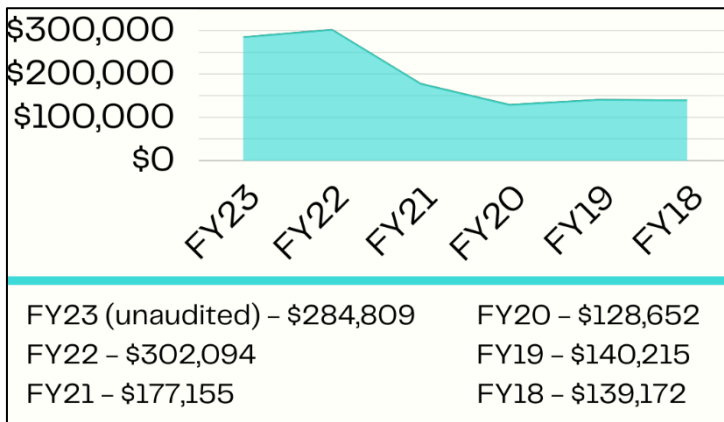 $300,000
$200,000
$100,000
$0
FY23
FY22
FY21
FY20
FY19
FY18
FY23 (unaudited) – $284,809
FY22 – $302,094
FY21 – $177,155
FY20 – $128,652
FY19 – $140,215
FY18 – $139,172